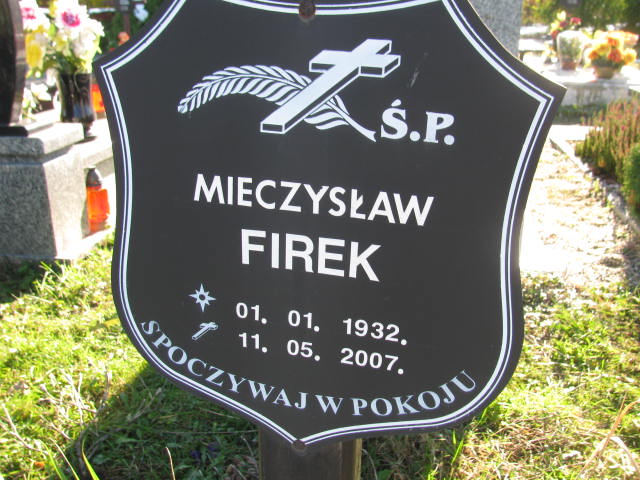 Ś.P.
MIECZYSŁAW
FIREK
01. 01. 1932.
11. 05. 2007.
SPOCZYWAJ W POKOJU